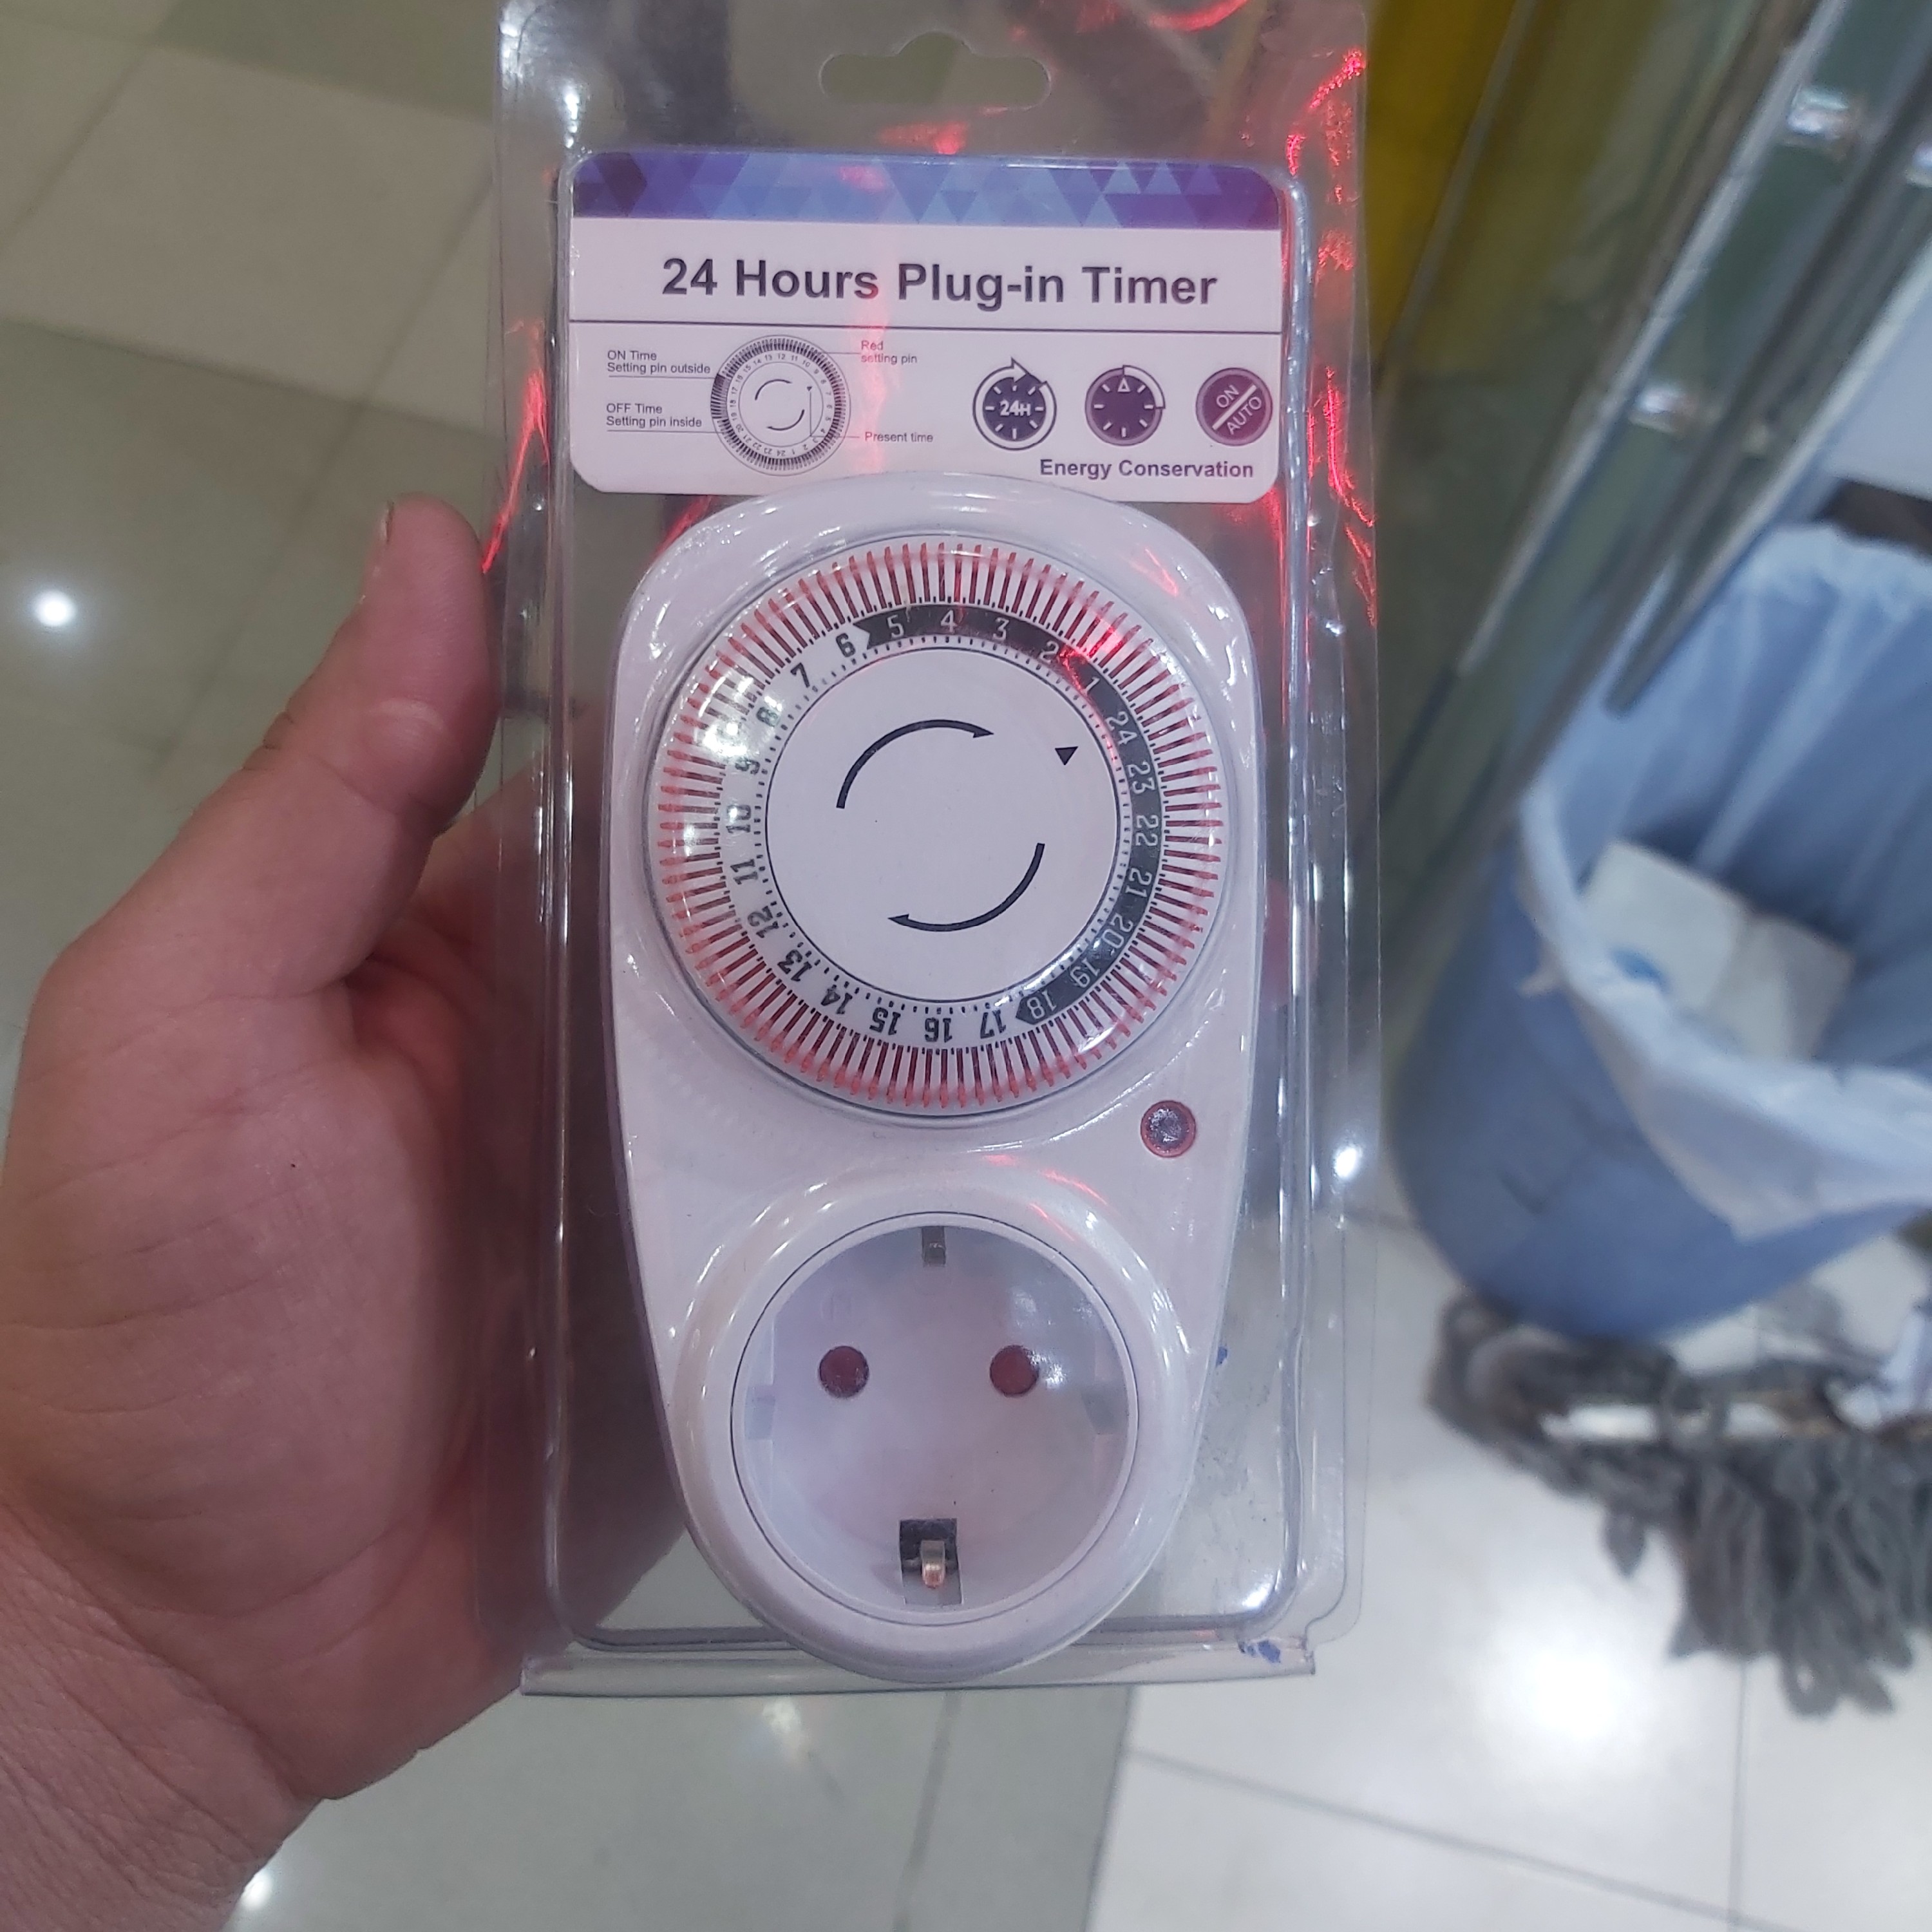 24 Hours Plug-in Timer
ON Time
Setting pin outside
OFF Time
Setting pin inside
Red
setting pin
Present time
24H
ON
AUTO
Energy Conservation
1
2
3
4
5
6
7
8
9
10
11
12
13
14
15
16
17
18
19
20
21
22
23
24